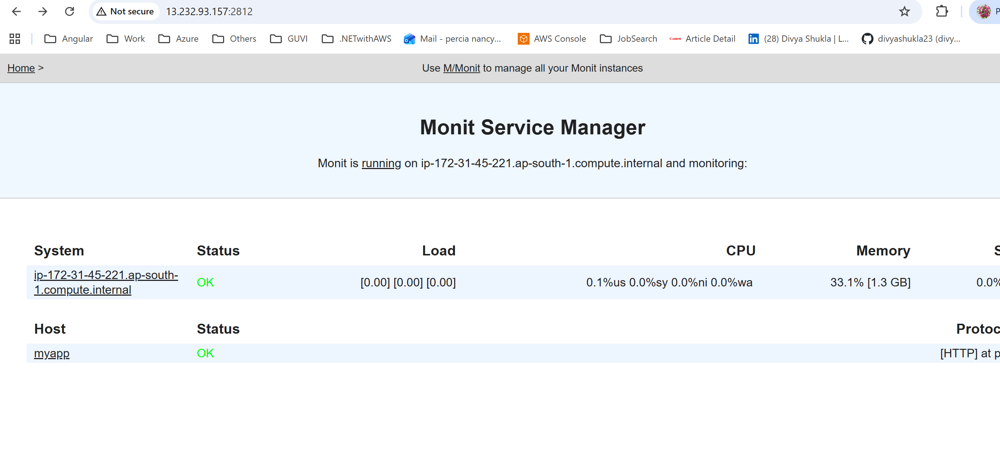 Not secure 13.232.93.157:2812
Angular Work Azure Others GUVI .NETwithAWS Mail - percia nancy... AWS Console JobSearch Canon Article Detail in (28) Divya Shukla | L... divyashukla23 (divy...
Home > Use M/Monit to manage all your Monit instances
Monit Service Manager
Monit is running on ip-172-31-45-221.ap-south-1.compute.internal and monitoring:
System Status Load CPU Memory
ip-172-31-45-221.ap-south-
1.compute.internal OK [0.00] [0.00] [0.00] 0.1%us 0.0%sy 0.0%ni 0.0%wa 33.1% [1.3 GB] 0.0%
Host Status Protoc
myapp OK [HTTP] at p